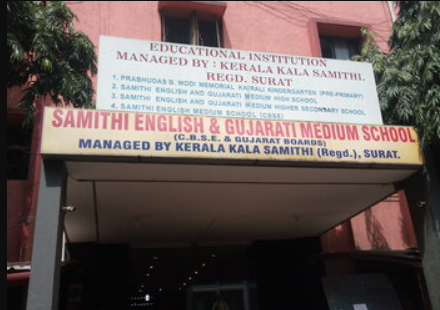 EDUCATIONAL INSTITUTION
MANAGED BY : KERALA KALA SAMITHI.
REGD. SURAT
1. PRABHUDAS B. MODI MEMORIAL KAIRALI KINDERGARTEN (PRE-PRIMARY)
2. SAMITHI ENGLISH AND GUJARATI MEDIUM HIGH SCHOOL
3. SAMITHI ENGLISH AND GUJARATI MEDIUM HIGHER SECONDARY SCHOOL
4. SAMITHI ENGLISH MEDIUM SCHOOL (CBSE)
SAMITHI ENGLISH & GUJARATI MEDIUM SCHOOL
(C.B.S.E. & GUJARAT BOARDS)
MANAGED BY KERALA KALA SAMITHI (Regd.), SURAT.